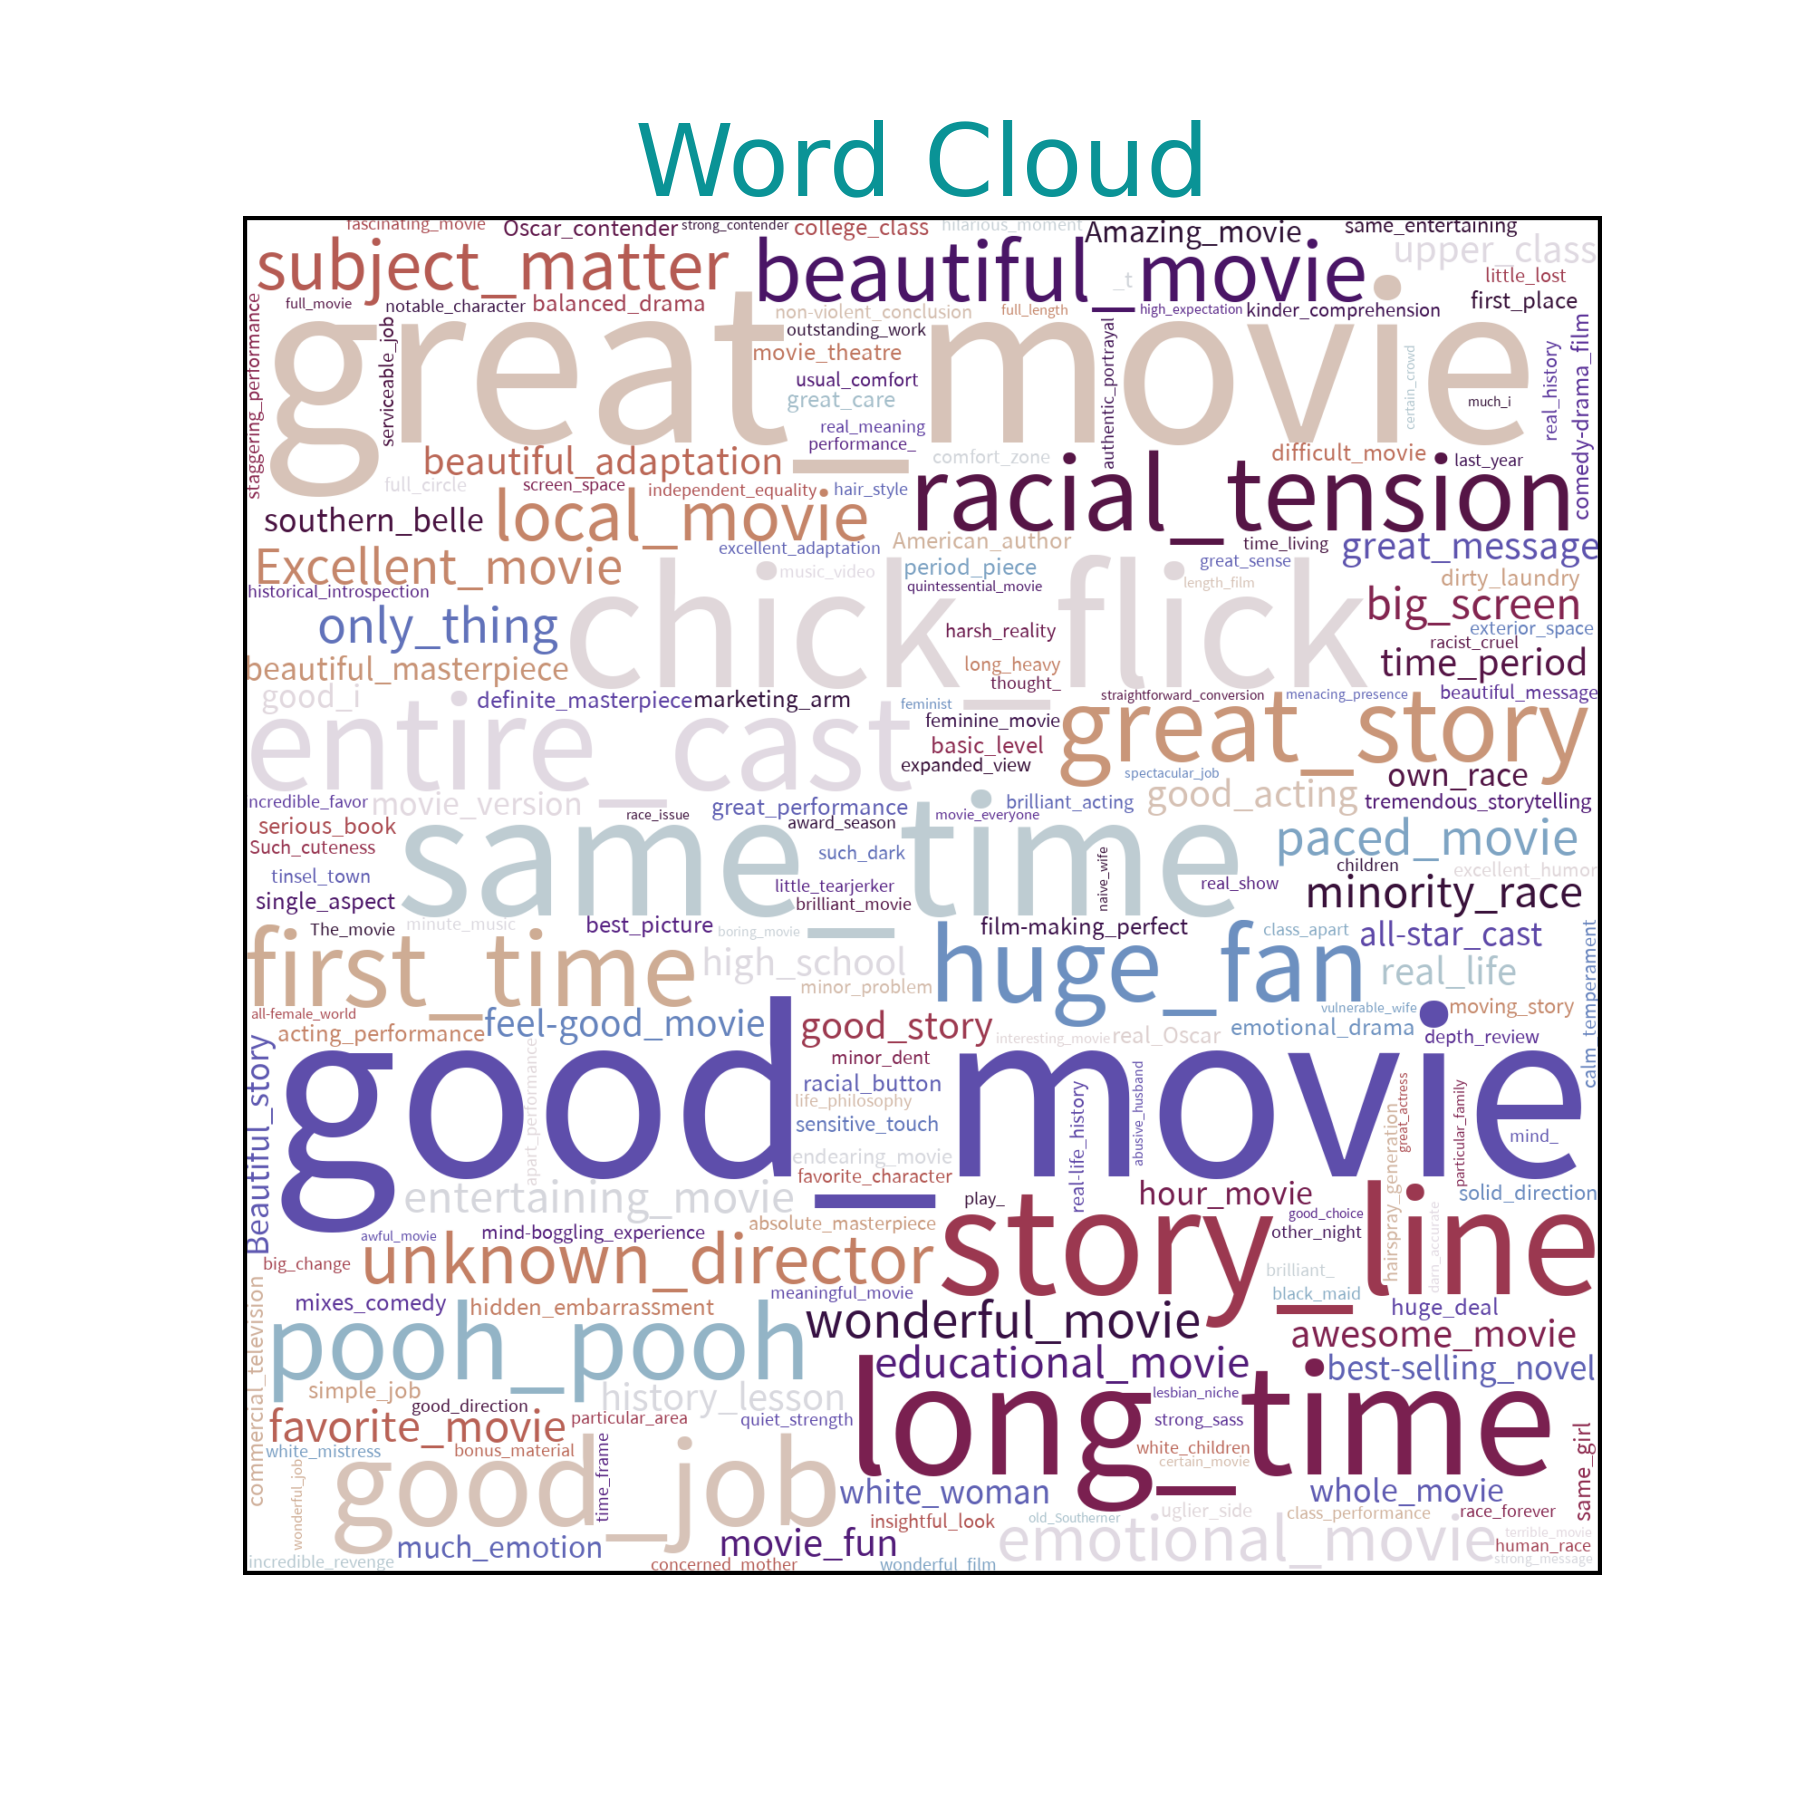 Word Cloud
fascinating_movie
Oscar_contender
strong_contender
college_class
hilarious_moment
Amazing_movie
same_entertaining
subject_matter
beautiful_movie
upper_class
_t
little_lost
full_movie
notable_character
balanced_drama
non-violent_conclusion
full_length
high_expectation
kinder_comprehension
first_place
great_movie
staggering_performance
serviceable_job
outstanding_work
movie_theatre
usual_comfort
great_care
real_meaning
performance_
authentic_portrayal
certain_crowd
much_i
real_history
comedy-drama_film
beautiful_adaptation
comfort_zone
difficult_movie
last_year
full_circle
screen_space
independent_equality
hair_style
racial_tension
southern_belle
local_movie
excellent_adaptation
American_author
time_living
great_message
Excellent_movie
music_video
period_piece
great_sense
historical_introspection
quintessential_movie
length_film
dirty_laundry
chick_flick
big_screen
only_thing
harsh_reality
exterior_space
racist_cruel
beautiful_masterpiece
long_heavy
time_period
thought_
good_i
definite_masterpiece
marketing_arm
feminist
straightforward_conversion
menacing_presence
beautiful_message
entire_cast
feminine_movie
great_story
basic_level
expanded_view
spectacular_job
own_race
ncredible_favor
movie_version
great_performance
brilliant_acting
good_acting
tremendous_storytelling
race_issue
award_season
movie_everyone
serious_book
Such_cuteness
same_time
such_dark
paced_movie
naive_wife
children
excellent_humor
tinsel_town
little_tearjerker
real_show
minority_race
single_aspect
brilliant_movie
The_movie
minute_music
best_picture
boring_movie
film-making_perfect
class_apart
all-star_cast
calm_temperament
first_time
high_school
huge_fan
real_life
minor_problem
all-female_world
vulnerable_wife
moving_story
acting_performance
feel-good_movie
good_story
interesting_movie
real_Oscar
emotional_drama
depth_review
Beautiful_story
apart_performance
minor_dent
racial_button
life_philosophy
sensitive_touch
good_movie
real-life_history
abusive_husband
great_actress
particular_family
hairspray_generation
mind_
endearing_movie
favorite_character
entertaining_movie
play_
hour_movie
solid_direction
absolute_masterpiece
good_choice
awful_movie
mind-boggling_experience
other_night
story_line
darn_accurate
big_change
unknown_director
brilliant_
meaningful_movie
black_maid
commercial_television
mixes_comedy
hidden_embarrassment
huge_deal
pooh_pooh
wonderful_movie
awesome_movie
educational_movie
best-selling_novel
simple_job
history_lesson
lesbian_niche
good_direction
favorite_movie
particular_area
quiet_strength
long_time
strong_sass
same_girl
white_mistress
bonus_material
white_children
certain_movie
wonderful_job
good_job
time_frame
white_woman
whole_movie
uglier_side
class_performance
race_forever
insightful_look
old_Southerner
much_emotion
movie_fun
emotional_movie
terrible_movie
human_race
incredible_revenge
concerned_mother
wonderful_film
strong_message